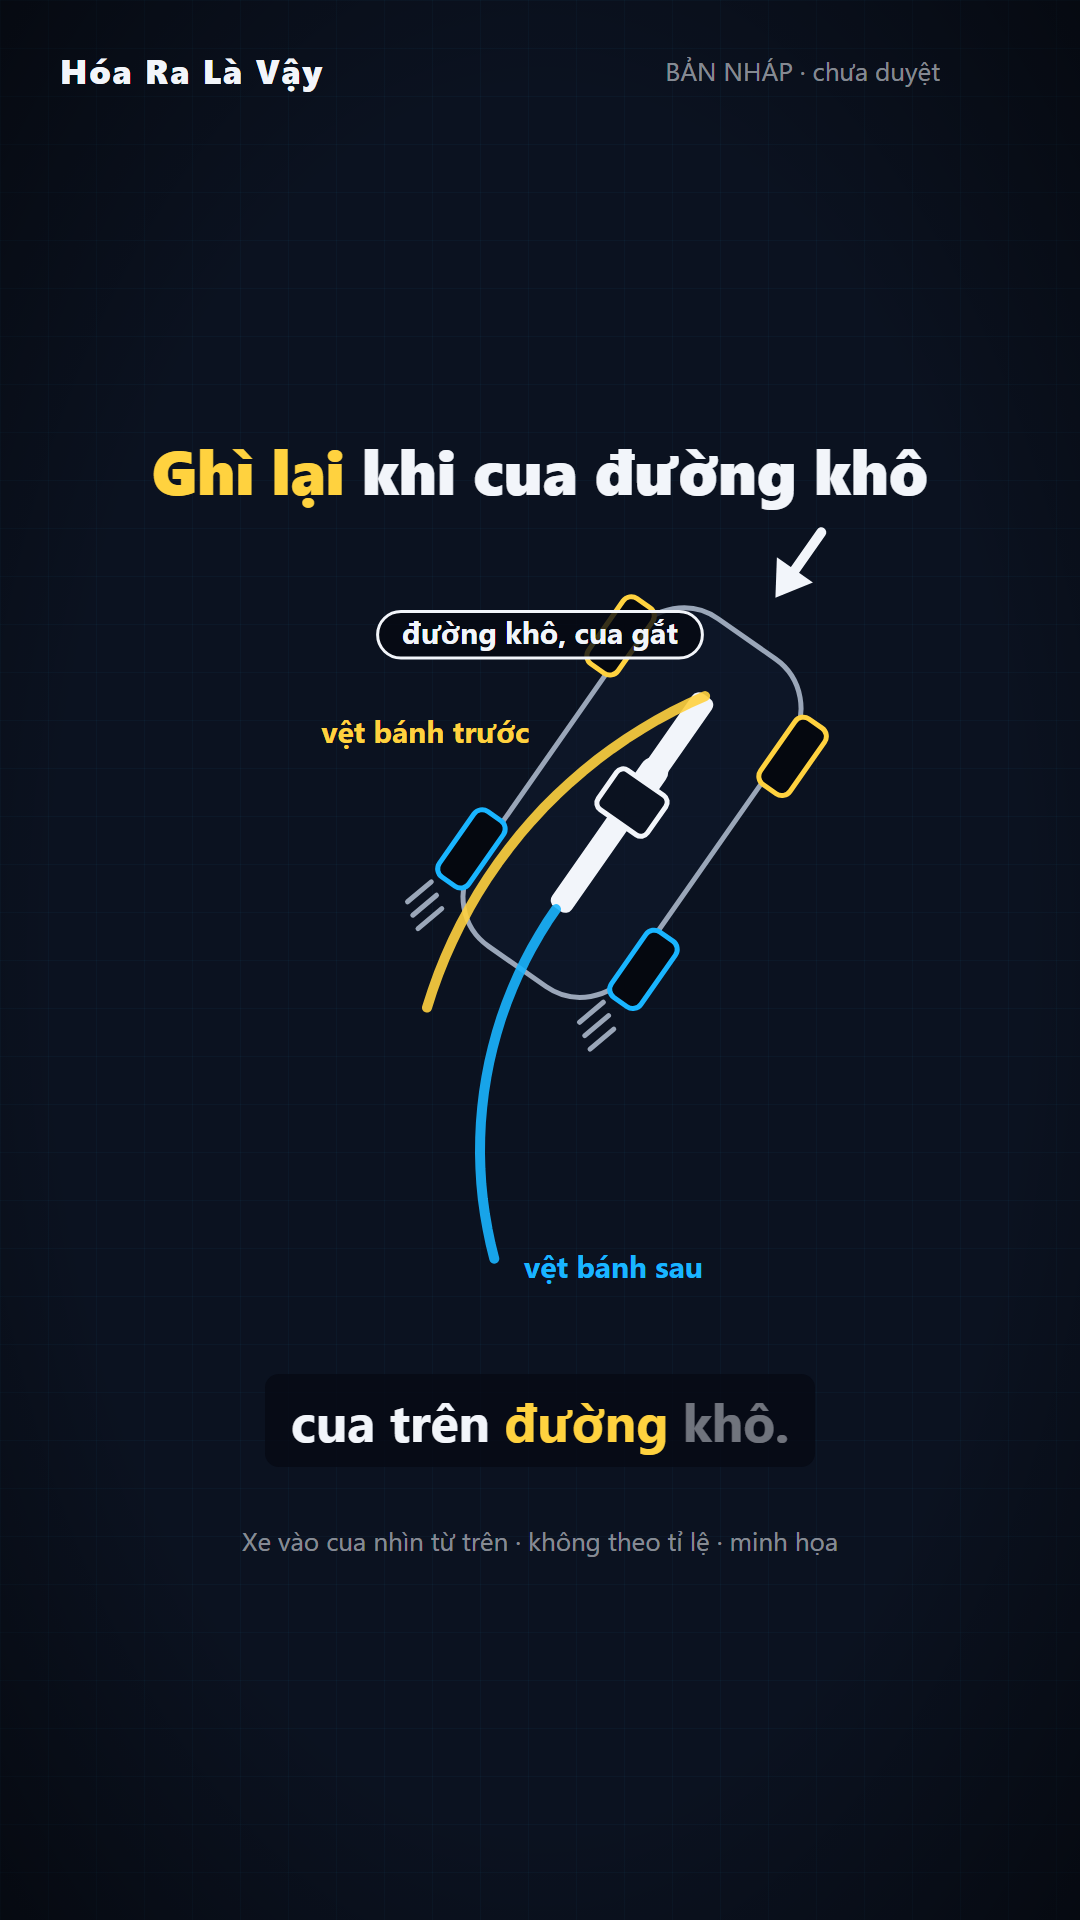 Hóa Ra Là Vậy
BẢN NHÁP · chưa duyệt
Ghì lại khi cua đường khô
đường khô, cua gắt
vệt bánh trước
vệt bánh sau
cua trên đường khô.
Xe vào cua nhìn từ trên · không theo tỉ lệ · minh họa